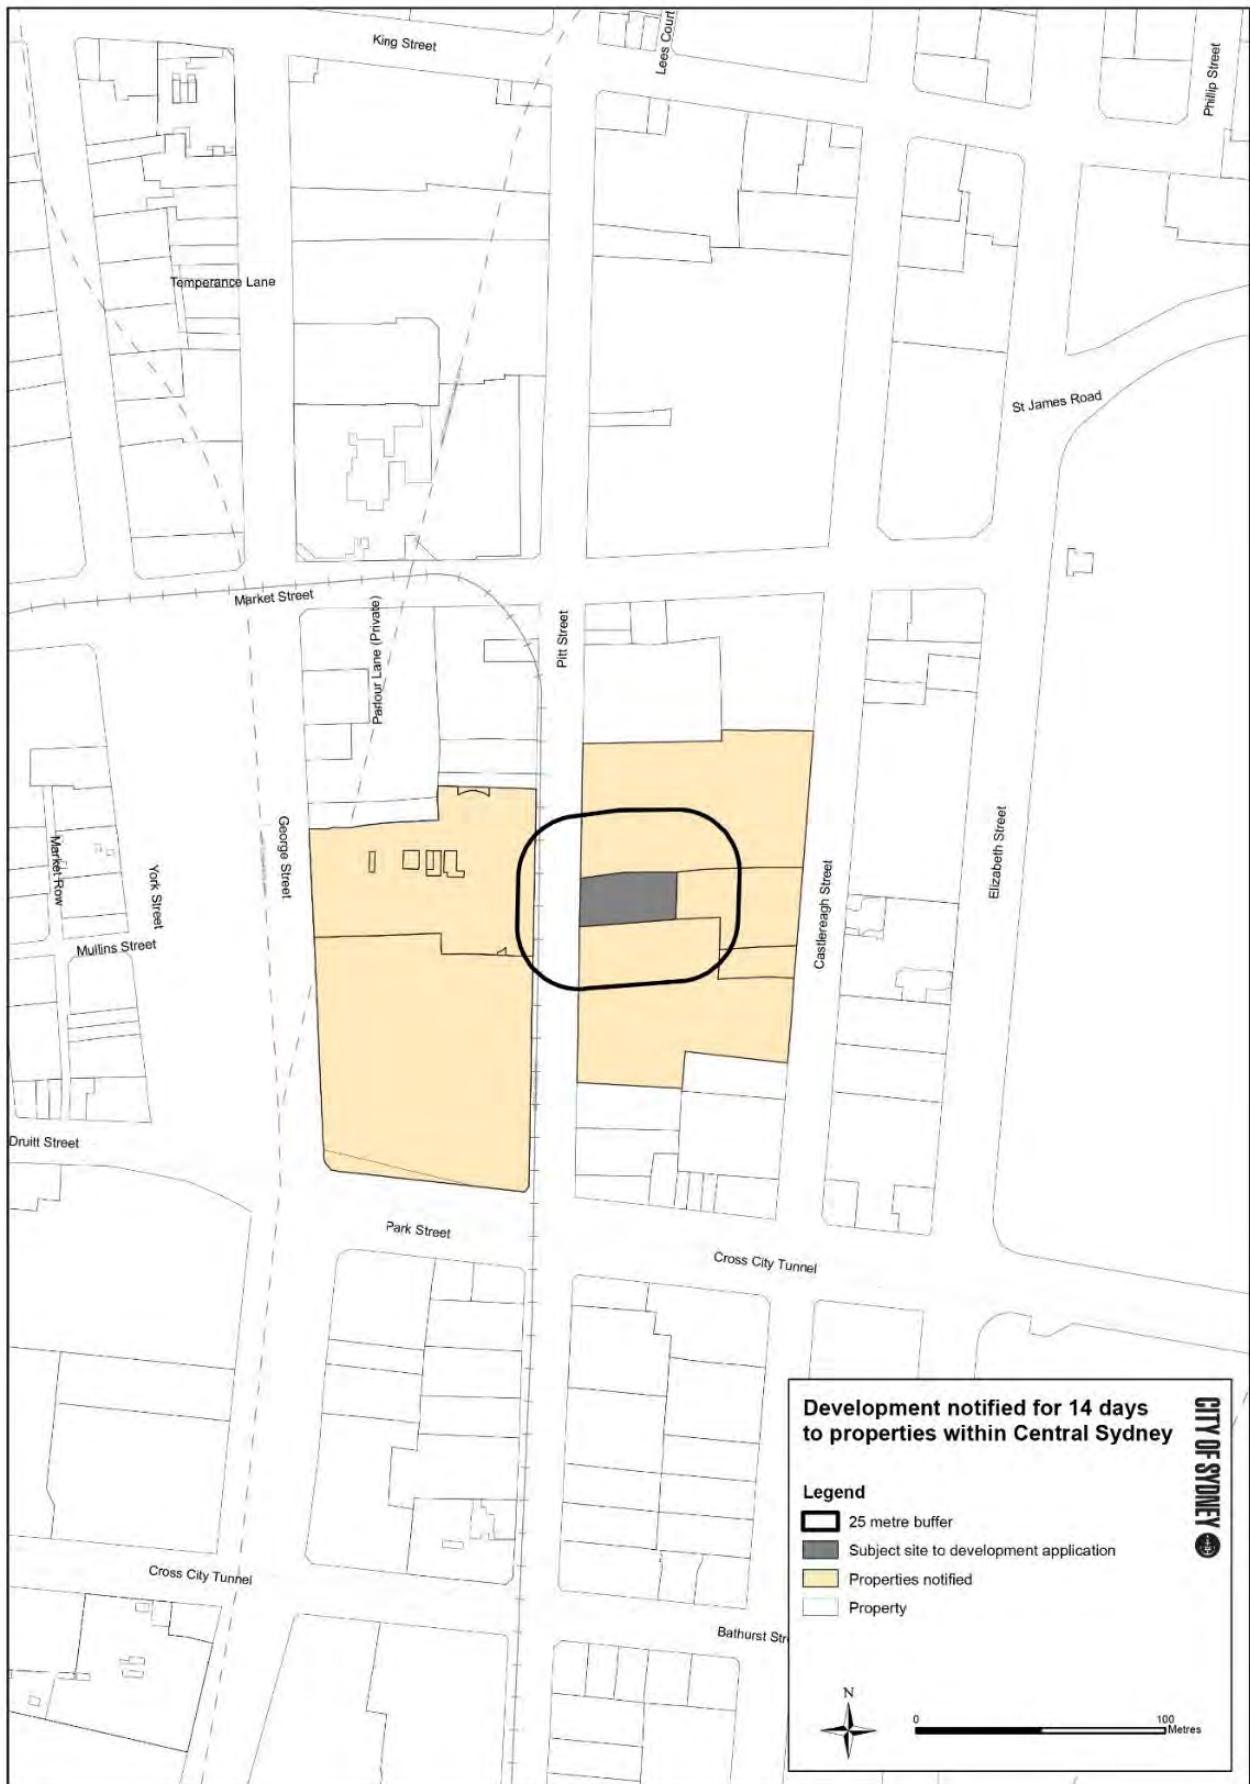 King Street
Lees Court
Phillip Street
Temperance Lane
St James Road
Market Street
Parlour Lane (Private)
Pitt Street
George Street
Market Row
York Street
Mullins Street
Castlereagh Street
Elizabeth Street
Druitt Street
Park Street
Cross City Tunnel
Cross City Tunnel
Bathurst Str
Development notified for 14 days
to properties within Central Sydney
CITY OF SYDNEY
Legend
25 metre buffer
Subject site to development application
Properties notified
Property
N
0 100
Metres